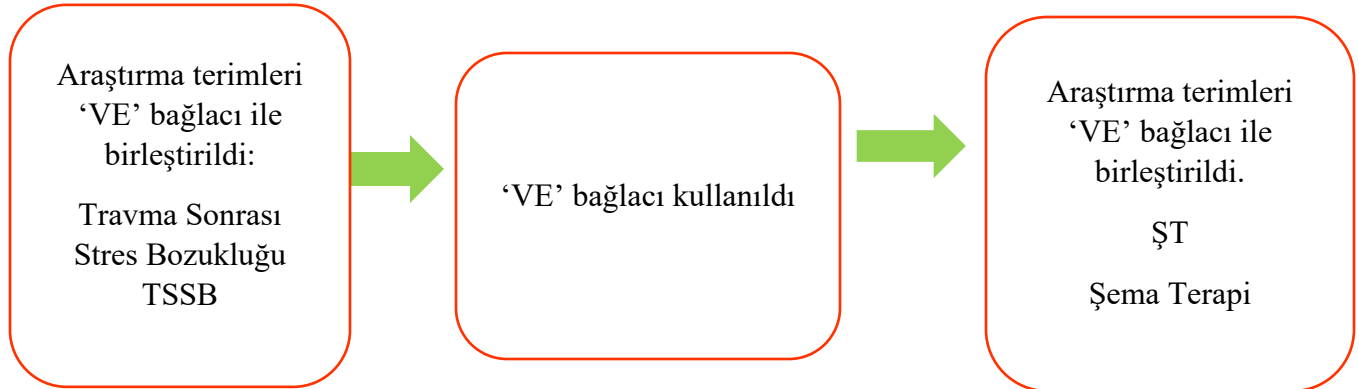 Araştırma terimleri
‘VE’ bağlacı ile
birleştirildi:
Travma Sonrası
Stres Bozukluğu
TSSB
‘VE’ bağlacı kullanıldı
Araştırma terimleri
‘VE’ bağlacı ile
birleştirildi.
ŞT
Şema Terapi